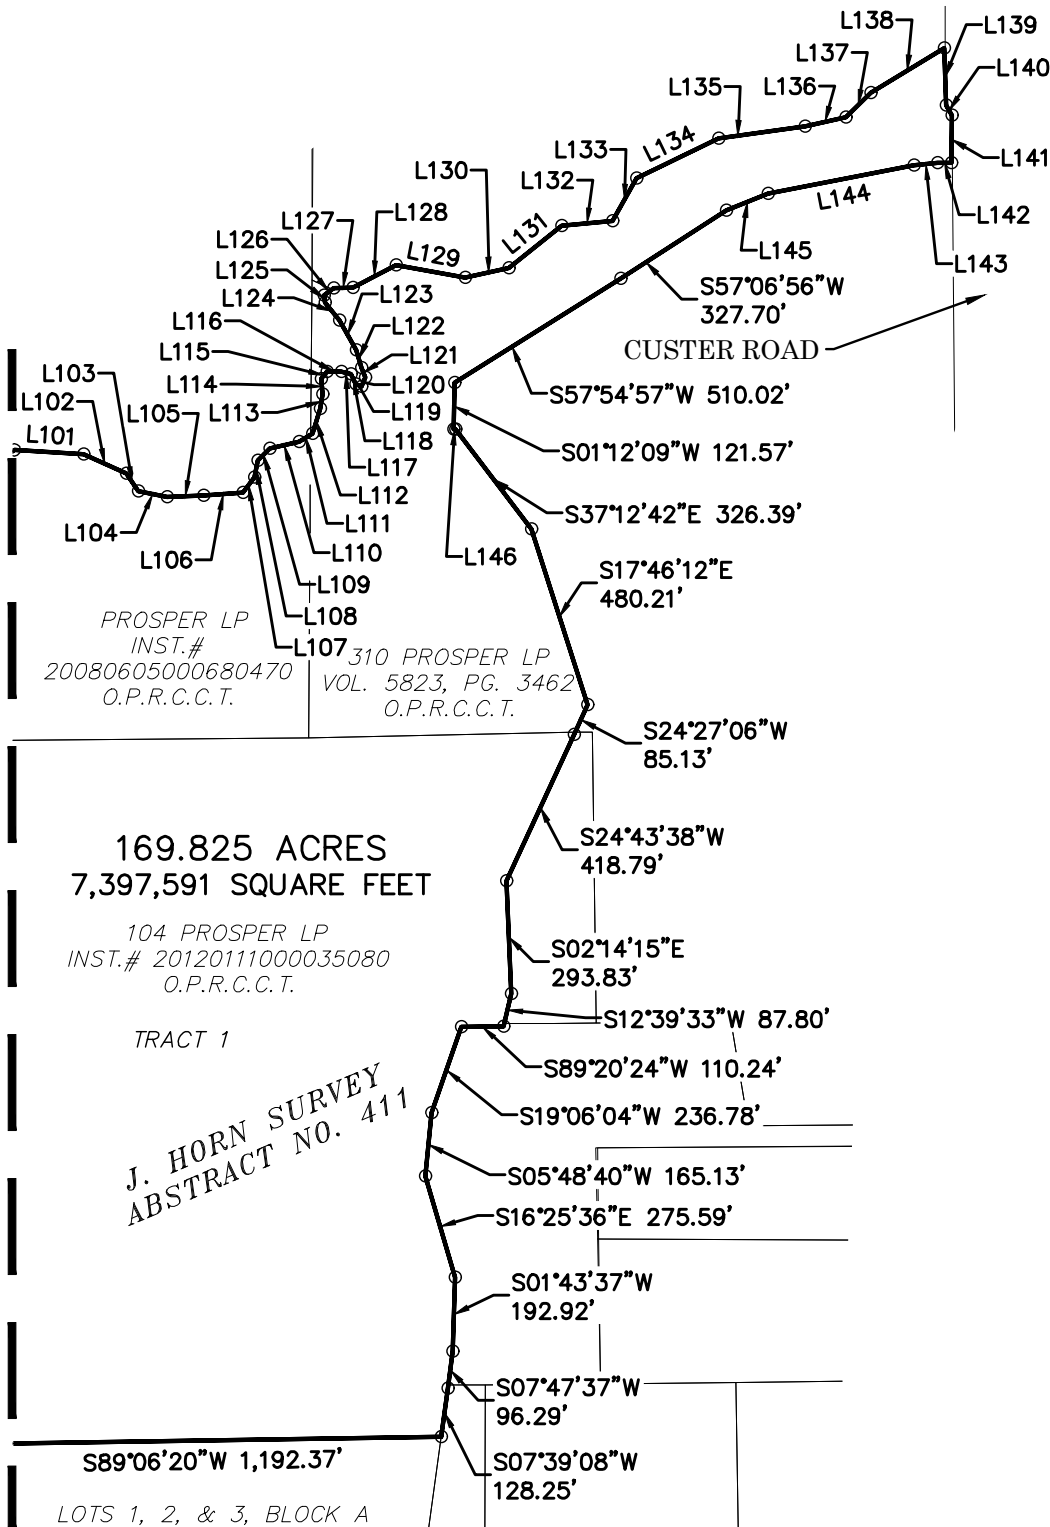 L138
L139
L137
L140
L136
L135
L134
L133
L141
L132
L130
L131
L144
L142
L128
L127
L129
L145
L143
L126
S57°06'56"W
327.70'
L125
L124
L123
CUSTER ROAD
L116
L122
L115
L121
L103
L114
L120
L102
L105
L113
L119
S57°54'57"W 510.02'
L101
L118
S01°12'09"W 121.57'
L117
L112
S37°12'42"E 326.39'
L104
L111
L106
L110
L146
S17°46'12"E
480.21'
L109
L108
L107
PROSPER LP
INST.#
20080605000680470
O.P.R.C.C.T.
310 PROSPER LP
VOL. 5823, PG. 3462
O.P.R.C.C.T.
S24°27'06"W
85.13'
169.825 ACRES
7,397,591 SQUARE FEET
S24°43'38"W
418.79'
104 PROSPER LP
INST.# 20120111000035080
O.P.R.C.C.T.
S02°14'15"E
293.83'
TRACT 1
S12°39'33"W 87.80'
S89°20'24"W 110.24'
J. HORN SURVEY
ABSTRACT NO. 411
S19°06'04"W 236.78'
S05°48'40"W 165.13'
S16°25'36"E 275.59'
S01°43'37"W
192.92'
S07°47'37"W
96.29'
S89°06'20"W 1,192.37'
S07°39'08"W
128.25'
LOTS 1, 2, & 3, BLOCK A